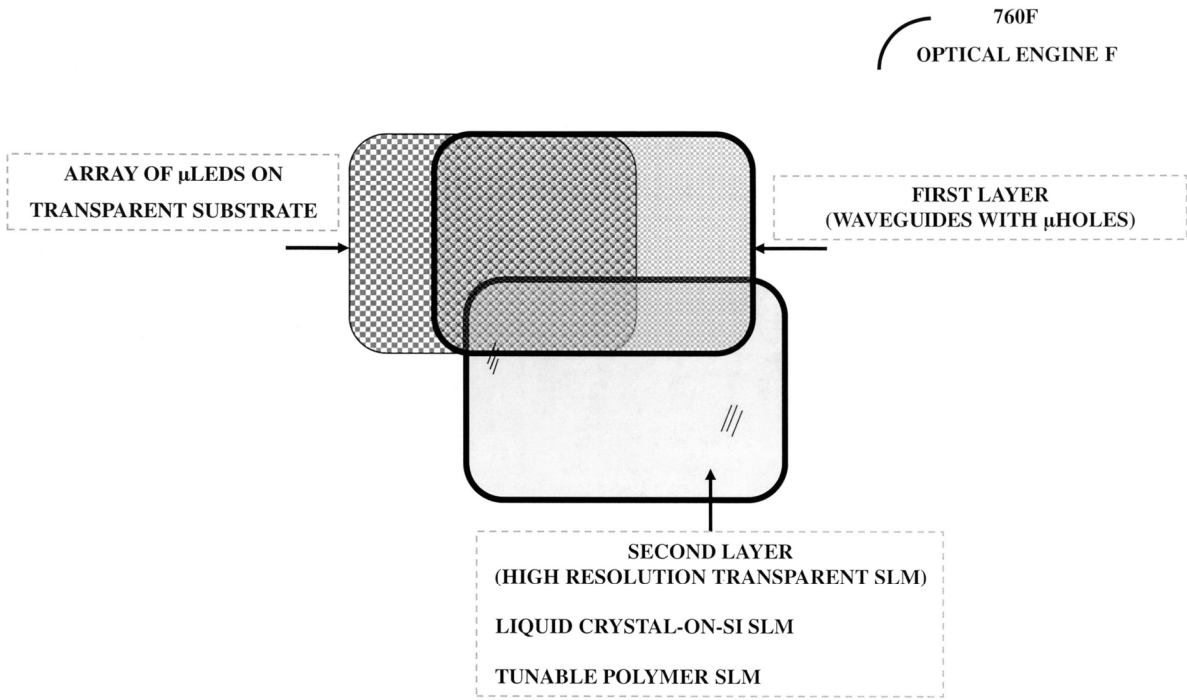 760F
OPTICAL ENGINE F
ARRAY OF μLEDS ON
TRANSPARENT SUBSTRATE
FIRST LAYER
(WAVEGUIDES WITH μHOLES)
SECOND LAYER
(HIGH RESOLUTION TRANSPARENT SLM)
LIQUID CRYSTAL-ON-SI SLM
TUNABLE POLYMER SLM